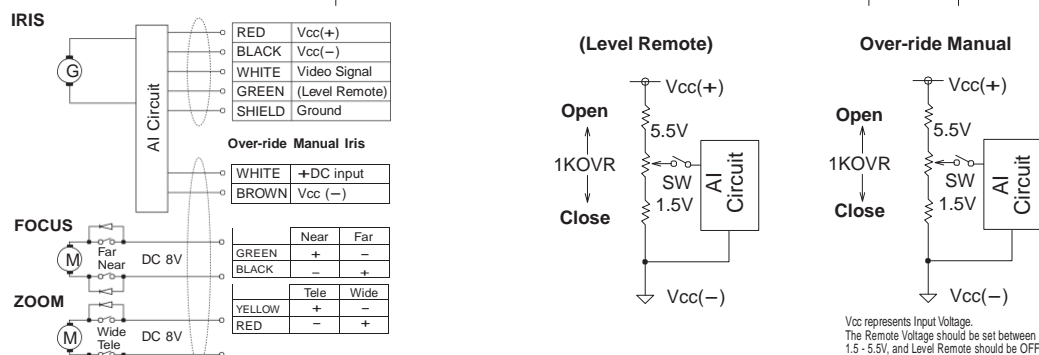 IRIS
G
AI Circuit
RED Vcc(+)
BLACK Vcc(−)
WHITE Video Signal
GREEN (Level Remote)
SHIELD Ground
Over-ride Manual Iris
WHITE +DC input
BROWN Vcc (−)
FOCUS
M
Far
Near
DC 8V
Near Far
GREEN + −
BLACK − +
ZOOM
M
Wide
Tele
DC 8V
Tele Wide
YELLOW + −
RED − +
(Level Remote)
Vcc(+)
Open
5.5V
1KOVR
SW
1.5V
Close
AI
Circuit
Vcc(−)
Over-ride Manual
Vcc(+)
Open
5.5V
1KOVR
SW
1.5V
Close
AI
Circuit
Vcc(−)
Vcc represents Input Voltage.
The Remote Voltage should be set between
1.5 - 5.5V, and Level Remote should be OFF